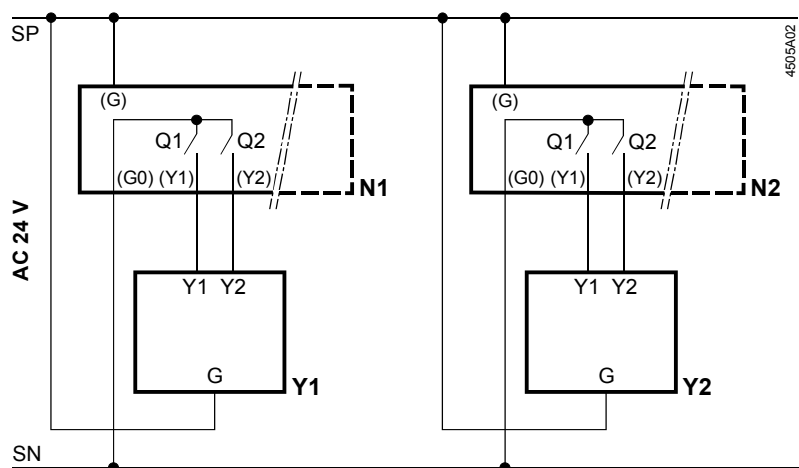 SP
4505A02
(G)
(G)
Q1 Q2
Q1 Q2
(G0) (Y1) (Y2) N1
(G0) (Y1) (Y2) N2
AC 24 V
Y1 Y2
Y1 Y2
G Y1
G Y2
SN